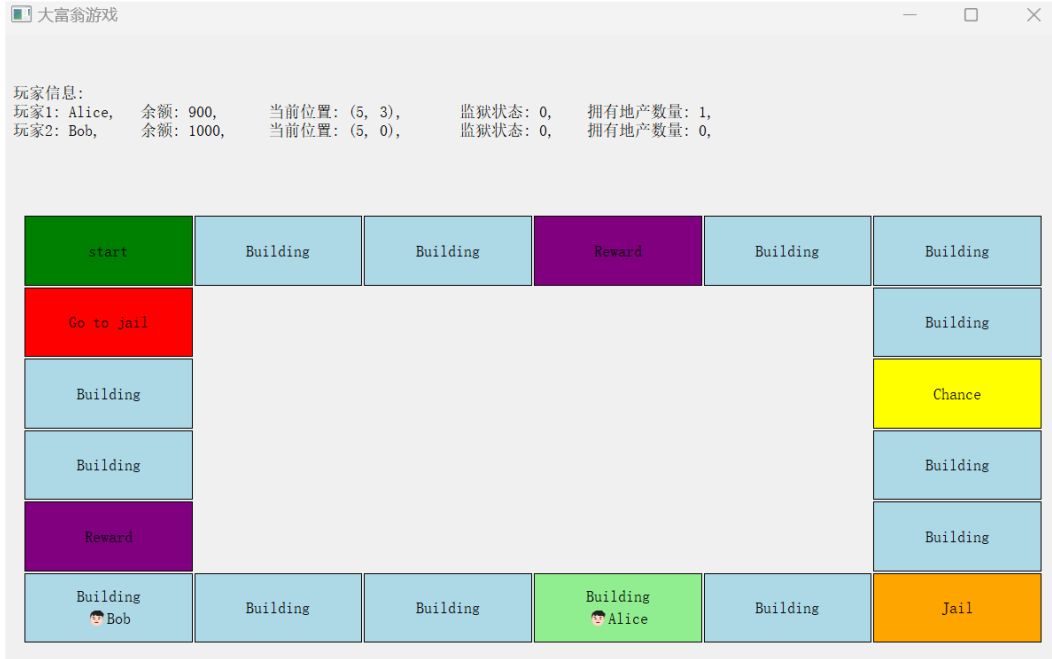 大富翁游戏
玩家信息:
玩家1: Alice, 余额: 900, 当前位置: (5, 3), 监狱状态: 0, 拥有地产数量: 1,
玩家2: Bob, 余额: 1000, 当前位置: (5, 0), 监狱状态: 0, 拥有地产数量: 0,
start Building Building Reward Building Building
Go to jail Building
Building Chance
Building Building
Reward Building
Building Building Building Building Building Jail
Bob Alice